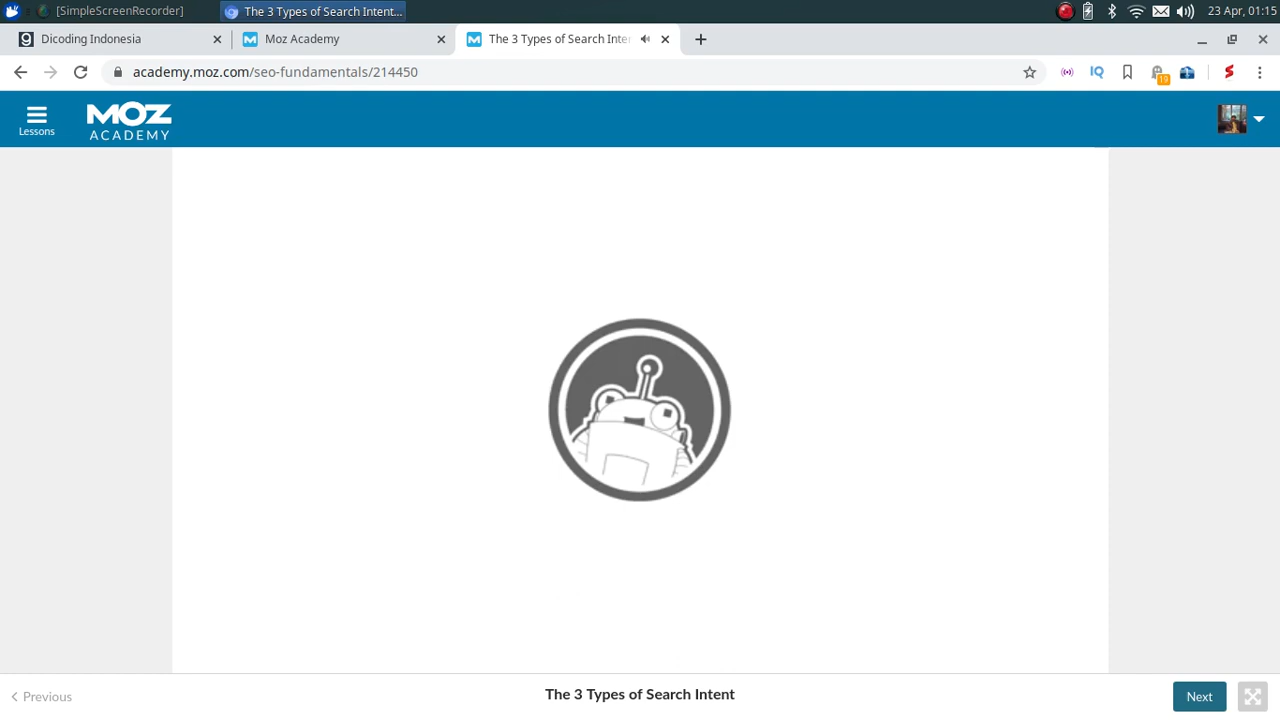 [SimpleScreenRecorder]
The 3 Types of Search Intent...
23 Apr, 01:15
Dicoding Indonesia
Moz Academy
The 3 Types of Search Inte
academy.moz.com/seo-fundamentals/214450
IQ
19
Lessons
MOZ
ACADEMY
Previous
The 3 Types of Search Intent
Next